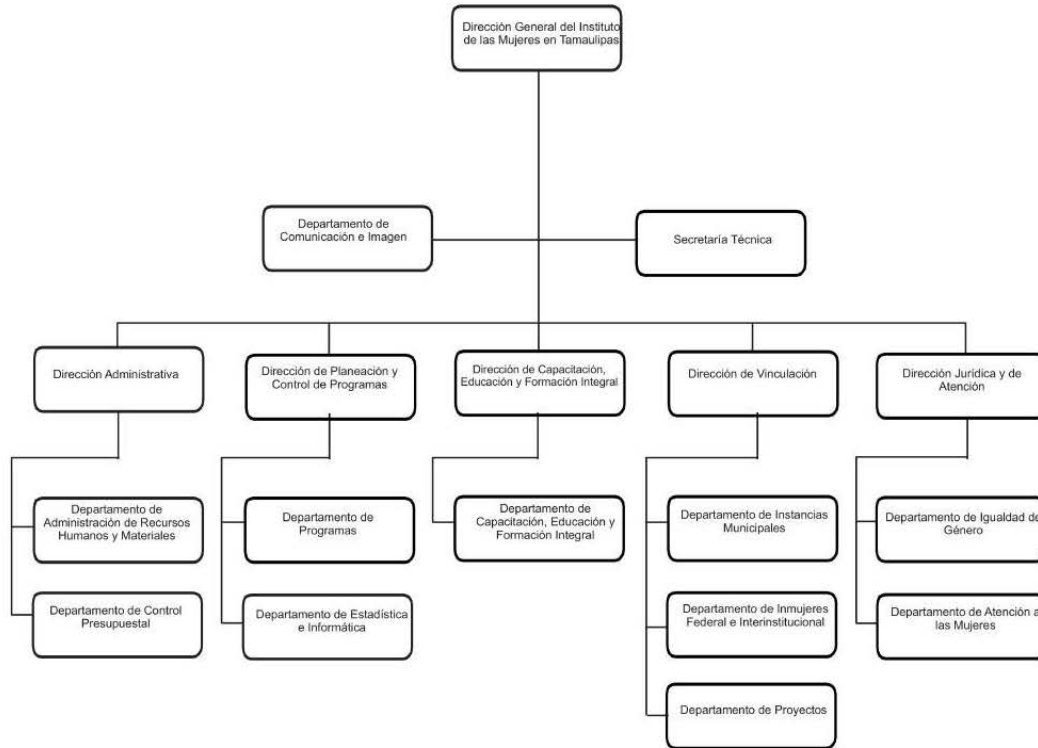 Dirección General del Instituto
de las Mujeres en Tamaulipas
Departamento de
Comunicación e Imagen
Secretaría Técnica
Dirección Administrativa
Dirección de Planeación y
Control de Programas
Dirección de Capacitación,
Educación y Formación Integral
Dirección de Vinculación
Dirección Jurídica y de
Atención
Departamento de
Administración de Recursos
Humanos y Materiales
Departamento de
Programas
Departamento de
Capacitación, Educación y
Formación Integral
Departamento de Instancias
Municipales
Departamento de Igualdad de
Género
Departamento de Control
Presupuestal
Departamento de Estadística
e Informática
Departamento de Inmujeres
Federal e Interinstitucional
Departamento de Atención a
las Mujeres
Departamento de Proyectos